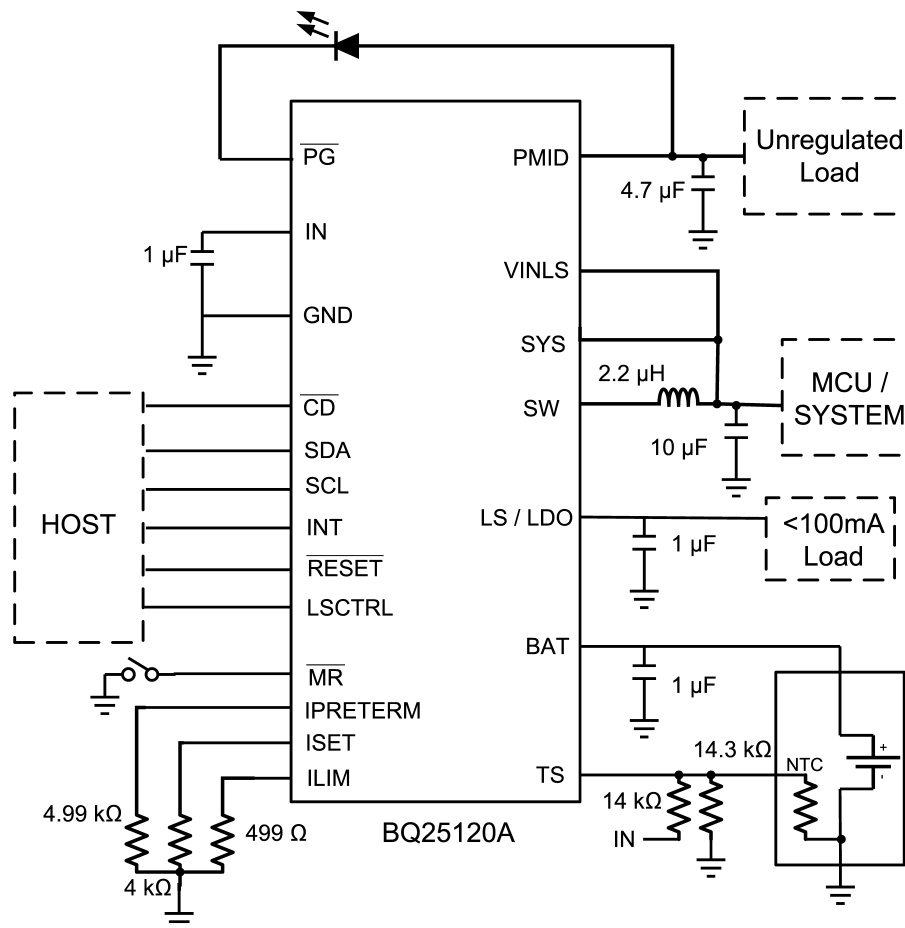 PG
PMID
Unregulated
Load
4.7 µF
IN
1 µF
GND
VINLS
SYS
2.2 µH
SW
MCU /
SYSTEM
10 µF
HOST
CD
SDA
SCL
INT
RESET
LSCTRL
LS / LDO
<100mA
Load
1 µF
BAT
1 µF
MR
IPRETERM
ISET
ILIM
TS
14.3 kΩ
NTC
+
-
14 kΩ
IN
4.99 kΩ
499 Ω
4 kΩ
BQ25120A